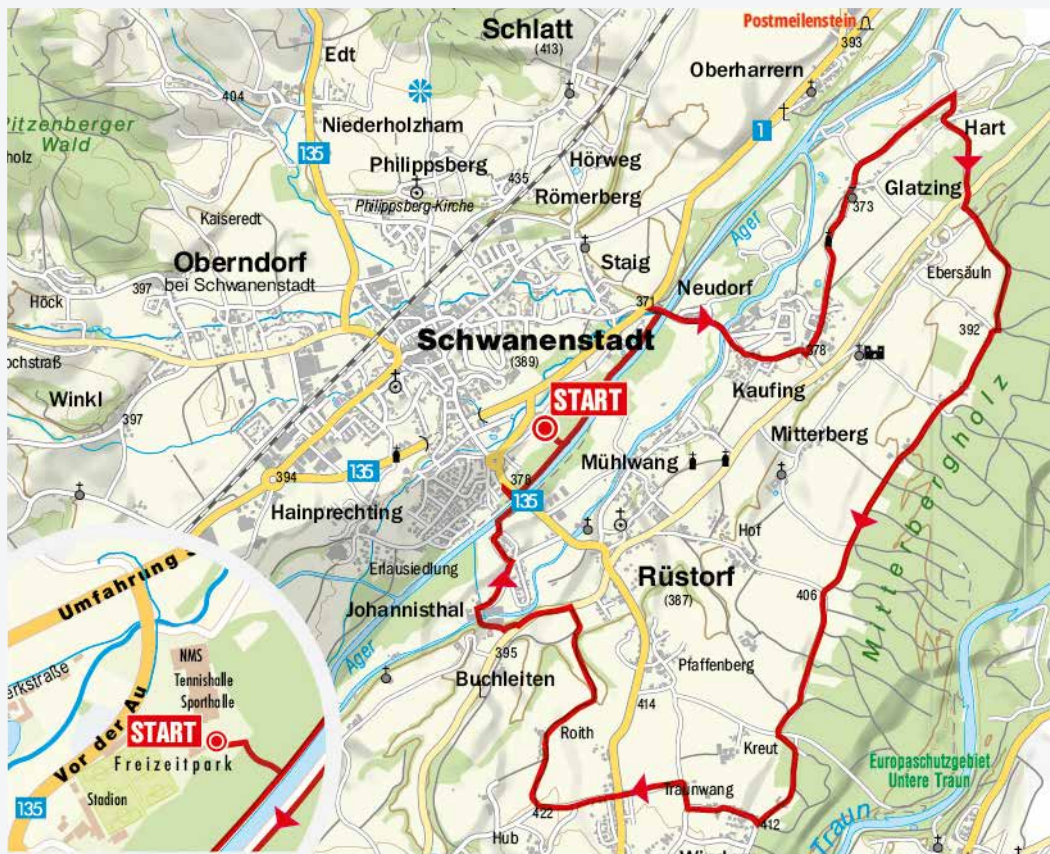 Schlatt
(413)
Postmeilenstein
393
Edt
Oberharrern
404
Pitzenberger
Wald
holz
Niederholzham
1
Hart
135
Philippsberg
Hörweg
435
Glatzing
Philippsberg-Kirche
Römerberg
373
Kaiseredt
Ager
Staig
Oberndorf
bei Schwanenstadt
Ebersäuln
397
Höck
Neudorf
371
392
Schwanenstadt
(389)
378
ochstraß
Kaufing
Winkl
START
397
Mitterberg
Mühlwang
135
394
378
135
Hainprechting
Hof
Mitterbergholz
Erlausiedlung
Rüstorf
(387)
406
Johannisthal
Ager
395
Pfaffenberg
Buchleiten
414
Roith
Kreut
Europaschutzgebiet
Untere Traun
Traunwang
422
412
Hub
Traun
Umfahrung
erkstraße
NMS
Tennishalle
Sporthalle
Vor der Au
START
Freizeitpark
Stadion
135